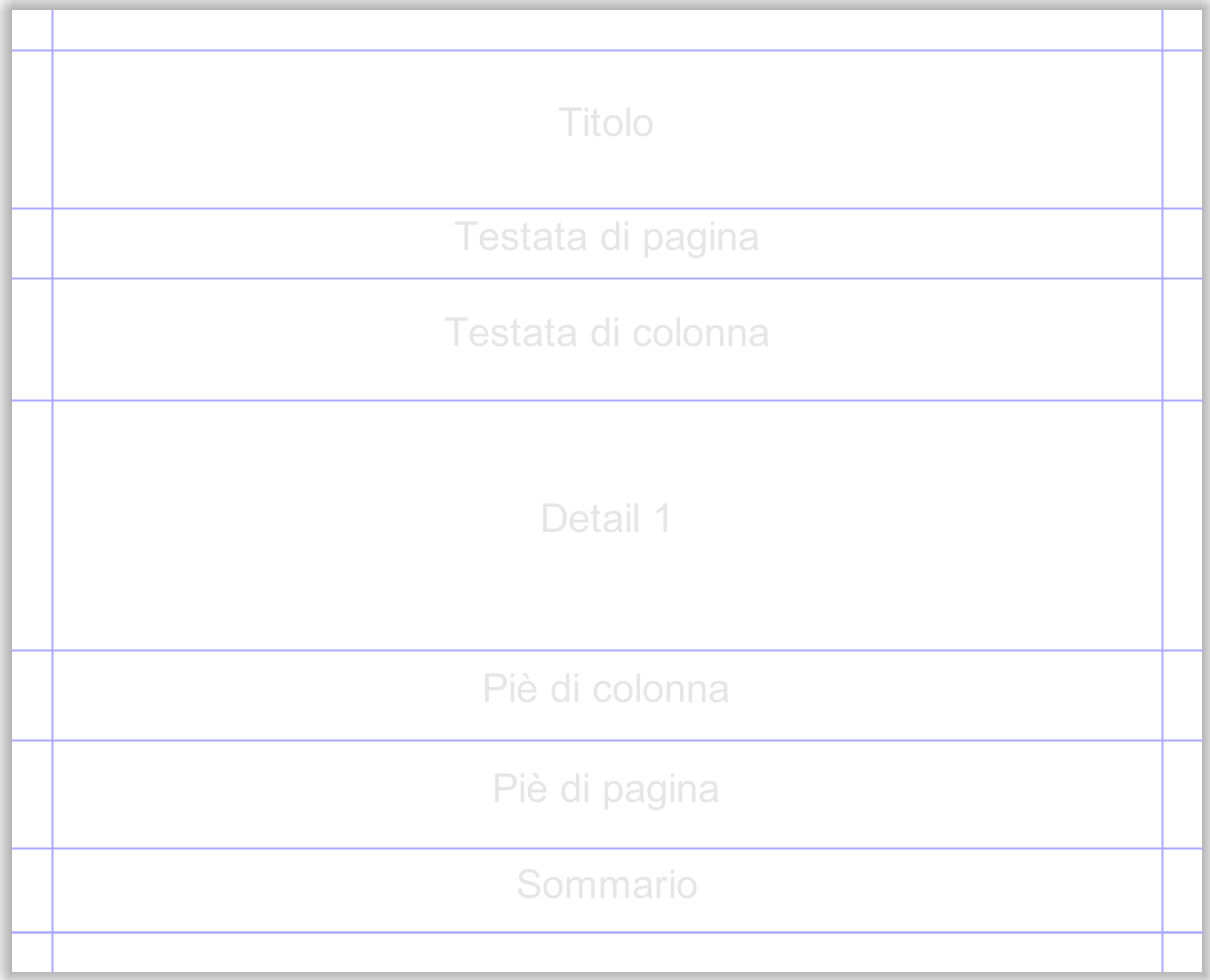 Titolo
Testata di pagina
Testata di colonna
Detail 1
Piè di colonna
Piè di pagina
Sommario